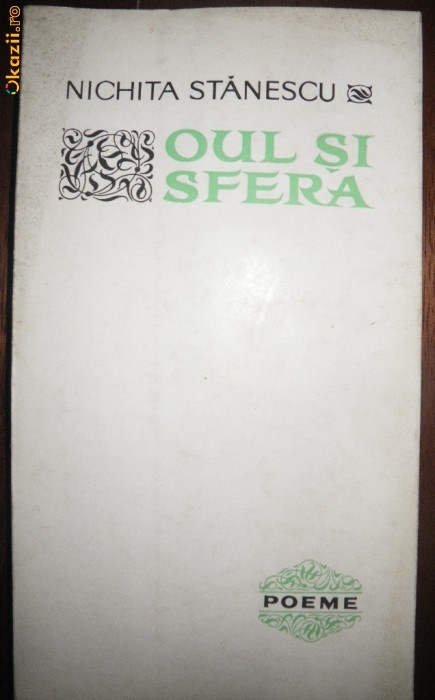 Okazii.ro
NICHITA STĂNESCU
OUL ȘI
SFERA
POEME